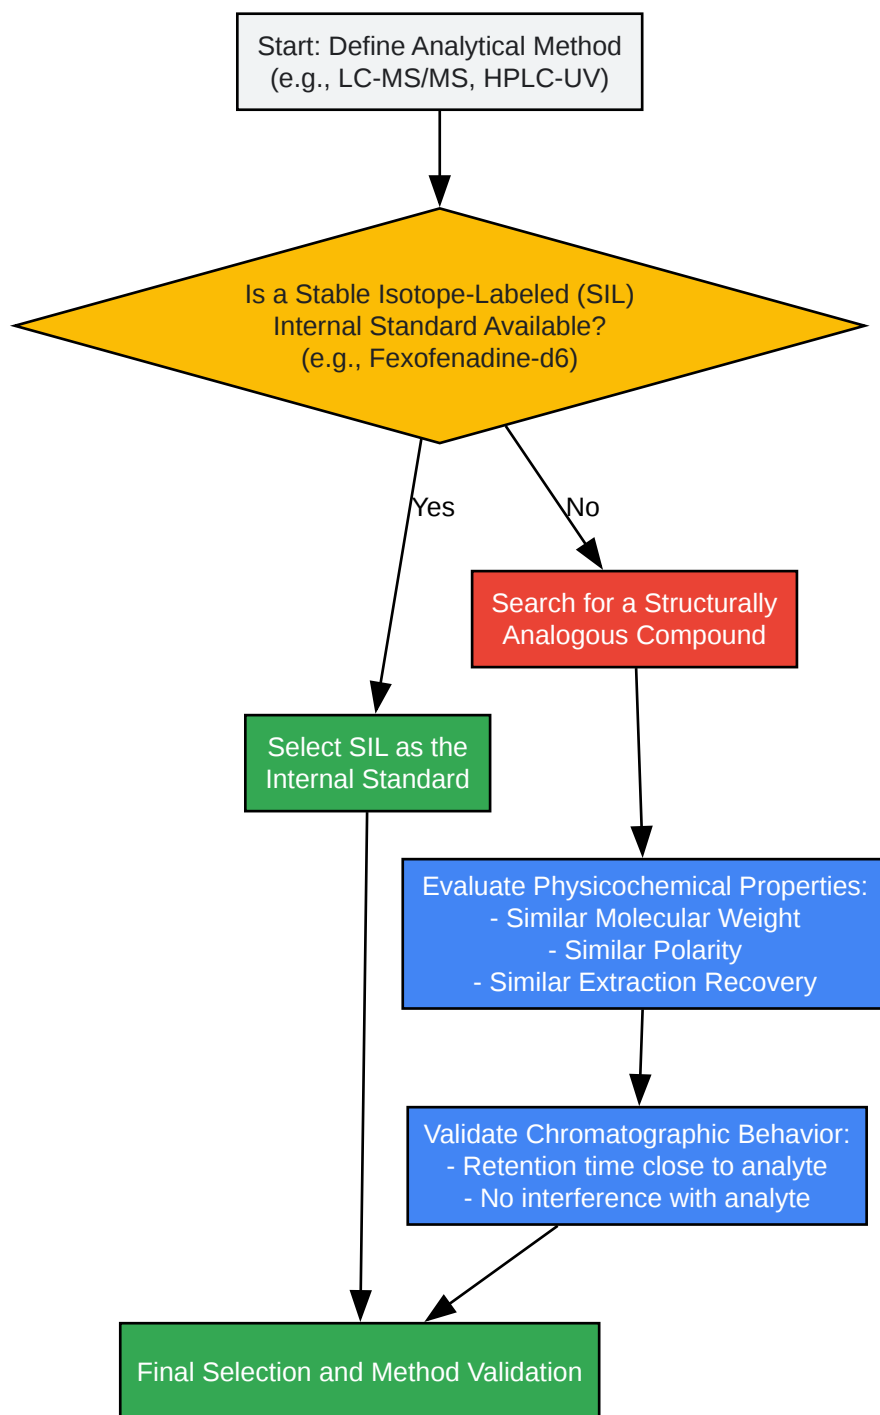 Start: Define Analytical Method
(e.g., LC-MS/MS, HPLC-UV)
Is a Stable Isotope-Labeled (SIL)
Internal Standard Available?
(e.g., Fexofenadine-d6)
Yes
No
Search for a Structurally
Analogous Compound
Select SIL as the
Internal Standard
Evaluate Physicochemical Properties:
- Similar Molecular Weight
- Similar Polarity
- Similar Extraction Recovery
Validate Chromatographic Behavior:
- Retention time close to analyte
- No interference with analyte
Final Selection and Method Validation